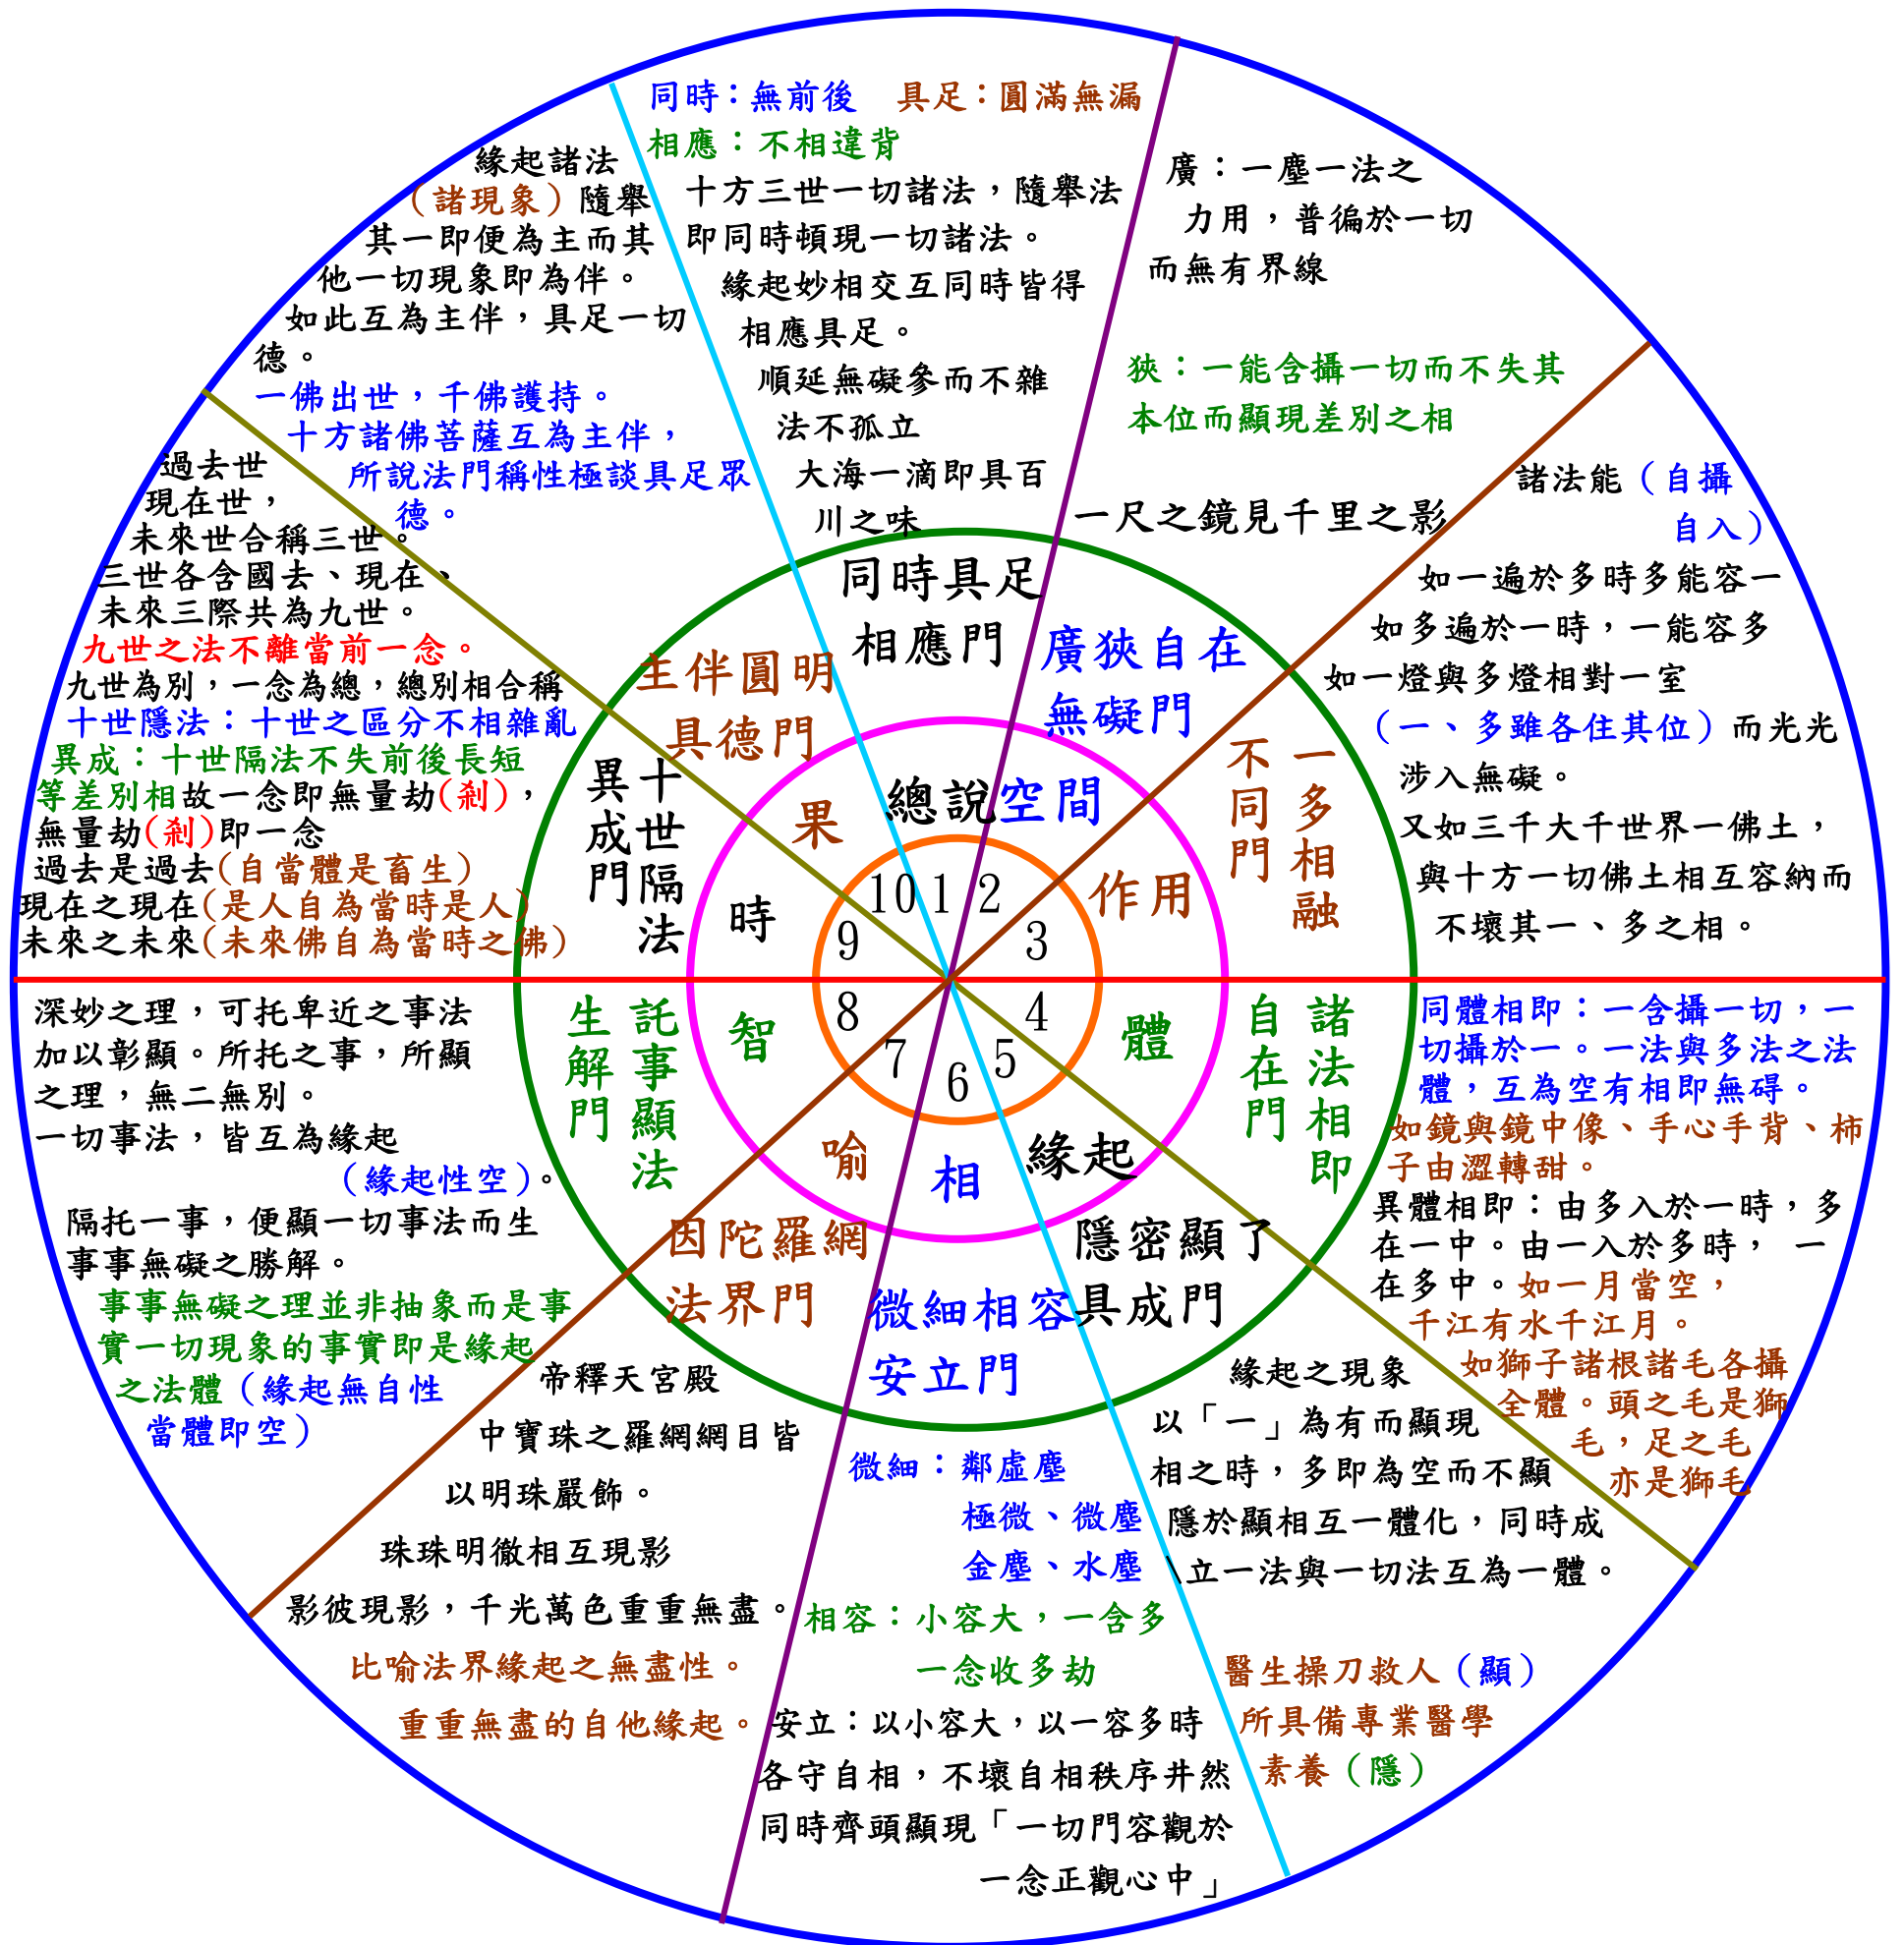 同時：無前後　具足：圓滿無漏
相應：不相違背
十方三世一切諸法，隨舉法
即同時頓現一切諸法。
緣起妙相交互同時皆得
相應具足。
順延無礙參而不雜
法不孤立
大海一滴即具百
川之味
同時具足
相應門
總說
1
廣：一塵一法之
力用，普徧於一切
而無有界線
狹：一能含攝一切而不失其
本位而顯現差別之相
一尺之鏡見千里之影
廣狹自在
無礙門
空間
2
諸法能（自攝
自入）
如一遍於多時多能容一
如多遍於一時，一能容多
如一燈與多燈相對一室
（一、多雖各住其位）而光光
涉入無礙。
又如三千大千世界一佛土，
與十方一切佛土相互容納而
不壞其一、多之相。
一多相融
不同門
作用
3
同體相即：一含攝一切，一
切攝於一。一法與多法之法
體，互為空有相即無碍。
如鏡與鏡中像、手心手背、柿
子由澀轉甜。
異體相即：由多入於一時，多
在一中。由一入於多時，　一
在多中。如一月當空，
千江有水千江月。
如獅子諸根諸毛各攝
全體。頭之毛是獅
毛，足之毛
亦是獅毛
諸法相即
自在門
體
4
緣起之現象
以「一」為有而顯現
相之時，多即為空而不顯
隱於顯相互一體化，同時成
\立一法與一切法互為一體。
醫生操刀救人（顯）
所具備專業醫學
素養（隱）
隱密顯了
具成門
緣起
5
微細：鄰虛塵
極微、微塵
金塵、水塵
相容：小容大，一含多
一念收多劫
安立：以小容大，以一容多時
各守自相，不壞自相秩序井然
同時齊頭顯現「一切門容觀於
一念正觀心中」
微細相容
安立門
相
6
帝釋天宮殿
中寶珠之羅網網目皆
以明珠嚴飾。
珠珠明徹相互現影
影彼現影，千光萬色重重無盡。
比喻法界緣起之無盡性。
重重無盡的自他緣起。
因陀羅網
法界門
喻
7
深妙之理，可托卑近之事法
加以彰顯。所托之事，所顯
之理，無二無別。
一切事法，皆互為緣起
（緣起性空）。
隔托一事，便顯一切事法而生
事事無礙之勝解。
事事無礙之理並非抽象而是事
實一切現象的事實即是緣起
之法體（緣起無自性
當體即空）
託事顯法
生解門
智
8
過去世
現在世，
未來世合稱三世。
三世各含國去、現在、
未來三際共為九世。
九世之法不離當前一念。
九世為別，一念為總，總別相合稱
十世隱法：十世之區分不相雜亂
異成：十世隔法不失前後長短
等差別相故一念即無量劫(剎)，
無量劫(剎)即一念
過去是過去(自當體是畜生)
現在之現在(是人自為當時是人)
未來之未來(未來佛自為當時之佛)
十世隔法
異成門
時
9
緣起諸法
（諸現象）隨舉
其一即便為主而其
他一切現象即為伴。
如此互為主伴，具足一切
德。
一佛出世，千佛護持。
十方諸佛菩薩互為主伴，
所說法門稱性極談具足眾
德。
主伴圓明
具德門
果
10